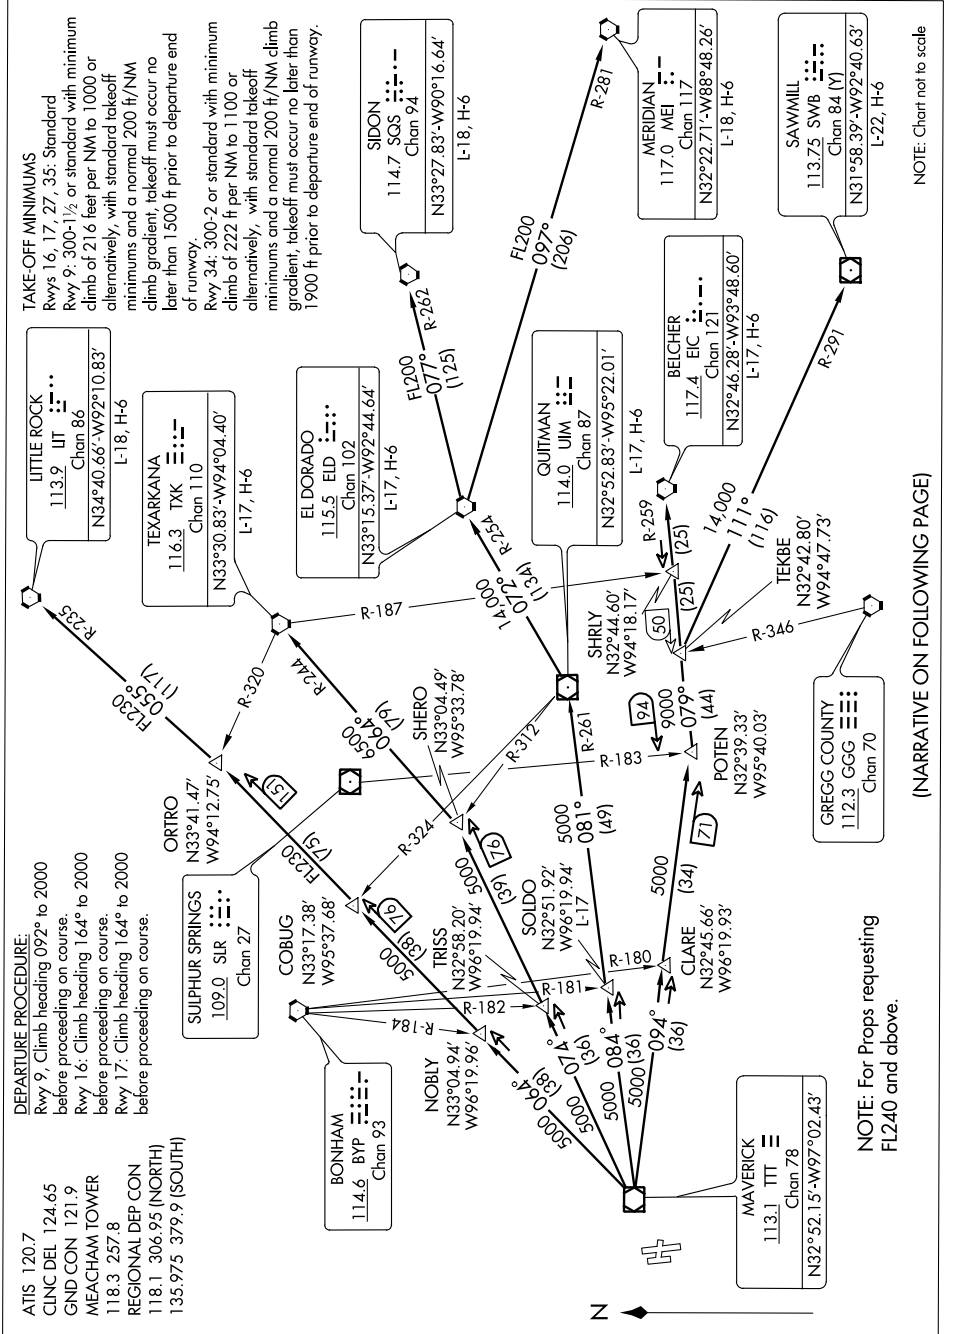 ATIS 120.7
CLNC DEL 124.65
GND CON 121.9
MEACHAM TOWER
118.3 257.8
REGIONAL DEP CON
118.1 306.95 (NORTH)
135.975 379.9 (SOUTH)
DEPARTURE PROCEDURE:
Rwy 9, Climb heading 092° to 2000
before proceeding on course.
Rwy 16: Climb heading 164° to 2000
before proceeding on course.
Rwy 17: Climb heading 164° to 2000
before proceeding on course.
TAKE-OFF MINIMUMS
Rwys 16, 17, 27, 35: Standard
Rwy 9: 300-1½ or standard with minimum
climb of 216 feet per NM to 1000 or
alternatively, with standard takeoff
minimums and a normal 200 ft/NM
climb gradient, takeoff must occur no
later than 1500 ft prior to departure end
of runway.
Rwy 34: 300-2 or standard with minimum
climb of 222 ft per NM to 1100 or
alternatively, with standard takeoff
minimums and a normal 200 ft/NM climb
gradient, takeoff must occur no later than
1900 ft prior to departure end of runway.
LITTLE ROCK
113.9 LIT
Chan 86
N34°40.66'-W92°10.83'
L-18, H-6
TEXARKANA
116.3 TXK
Chan 110
N33°30.83'-W94°04.40'
L-17, H-6
SIDON
114.7 SQS
Chan 94
N33°27.83'-W90°16.64'
L-18, H-6
EL DORADO
115.5 ELD
Chan 102
N33°15.37'-W92°44.64'
L-17, H-6
SULPHUR SPRINGS
109.0 SLR
Chan 27
BONHAM
114.6 BYP
Chan 93
QUITMAN
114.0 UIM
Chan 87
N32°52.83'-W95°22.01'
L-17, H-6
MERIDIAN
117.0 MEI
Chan 117
N32°22.71'-W88°48.26'
L-18, H-6
BELCHER
117.4 EIC
Chan 121
N32°46.28'-W93°48.60'
L-17, H-6
SAWMILL
113.75 SWB
Chan 84 (Y)
N31°58.39'-W92°40.63'
L-22, H-6
MAVERICK
113.1 TTT
Chan 78
N32°52.15'-W97°02.43'
GREGG COUNTY
112.3 GGG
Chan 70
ORTRO
N33°41.47'
W94°12.75'
COBUG
N33°17.38'
W95°37.68'
NOBLY
N33°04.94'
W96°19.96'
TRISS
N32°58.20'
W96°19.94'
SHERO
N33°04.49'
W95°33.78'
SOLDO
N32°51.92'
W96°19.94'
L-17
CLARE
N32°45.66'
W96°19.93'
POTEN
N32°39.33'
W95°40.03'
SHRLY
N32°44.60'
W94°18.17'
TEKBE
N32°42.80'
W94°47.73'
R-235
FL230
055°
(117)
R-320
FL230
(75)
151
R-244
6500
064°
(79)
R-187
R-312
R-324
76
5000
(38)
76
5000
(39)
R-184
R-182
R-181
R-180
5000 064°
(38)
5000
074°
(36)
5000
084°
(36)
5000
094°
(36)
R-261
5000
081°
(49)
R-183
5000
(34)
71
94
9000
079°
(44)
50
(25)
(25)
R-259
R-346
R-254
14,000
072°
(134)
R-262
FL200
077°
(125)
R-281
FL200
097°
(206)
14,000
111°
(116)
R-291
N
NOTE: For Props requesting
FL240 and above.
NOTE: Chart not to scale
(NARRATIVE ON FOLLOWING PAGE)